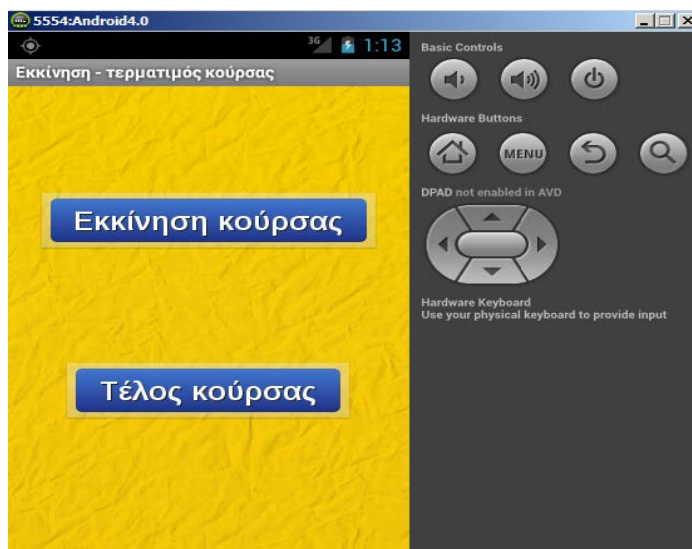 5554:Android4.0
3G 1:13
Εκκίνηση - τερματιμός κούρσας
Εκκίνηση κούρσας
Τέλος κούρσας
Basic Controls
Hardware Buttons
MENU
DPAD not enabled in AVD
Hardware Keyboard
Use your physical keyboard to provide input